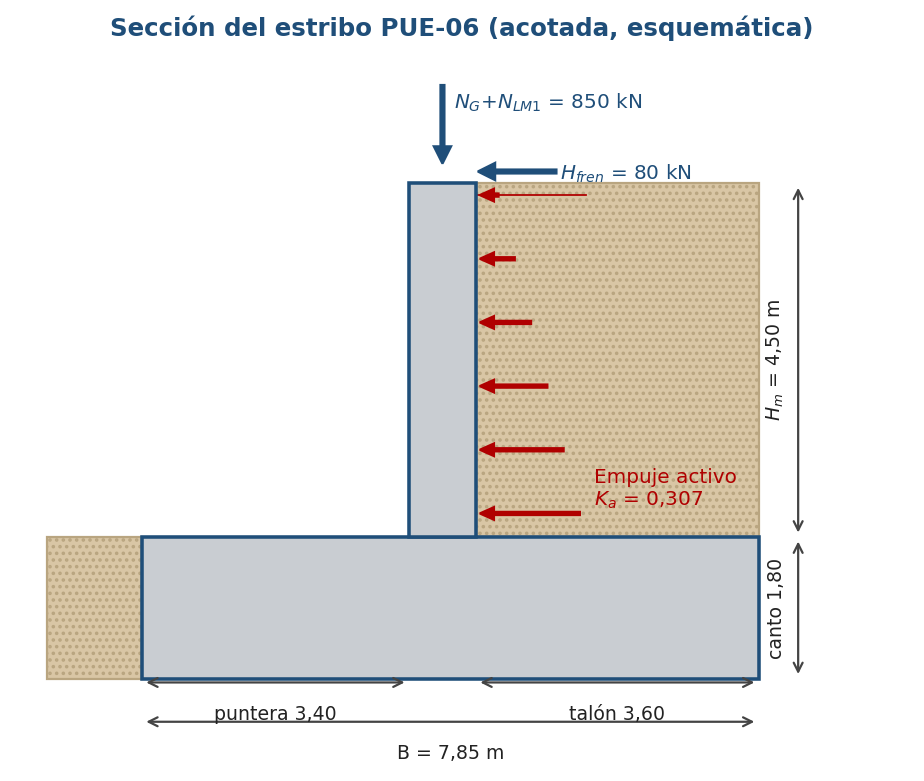 Sección del estribo PUE-06 (acotada, esquemática)
N_G+N_LM1 = 850 kN
H_fren = 80 kN
H_m = 4,50 m
Empuje activo
K_a = 0,307
canto 1,80
puntera 3,40
talón 3,60
B = 7,85 m